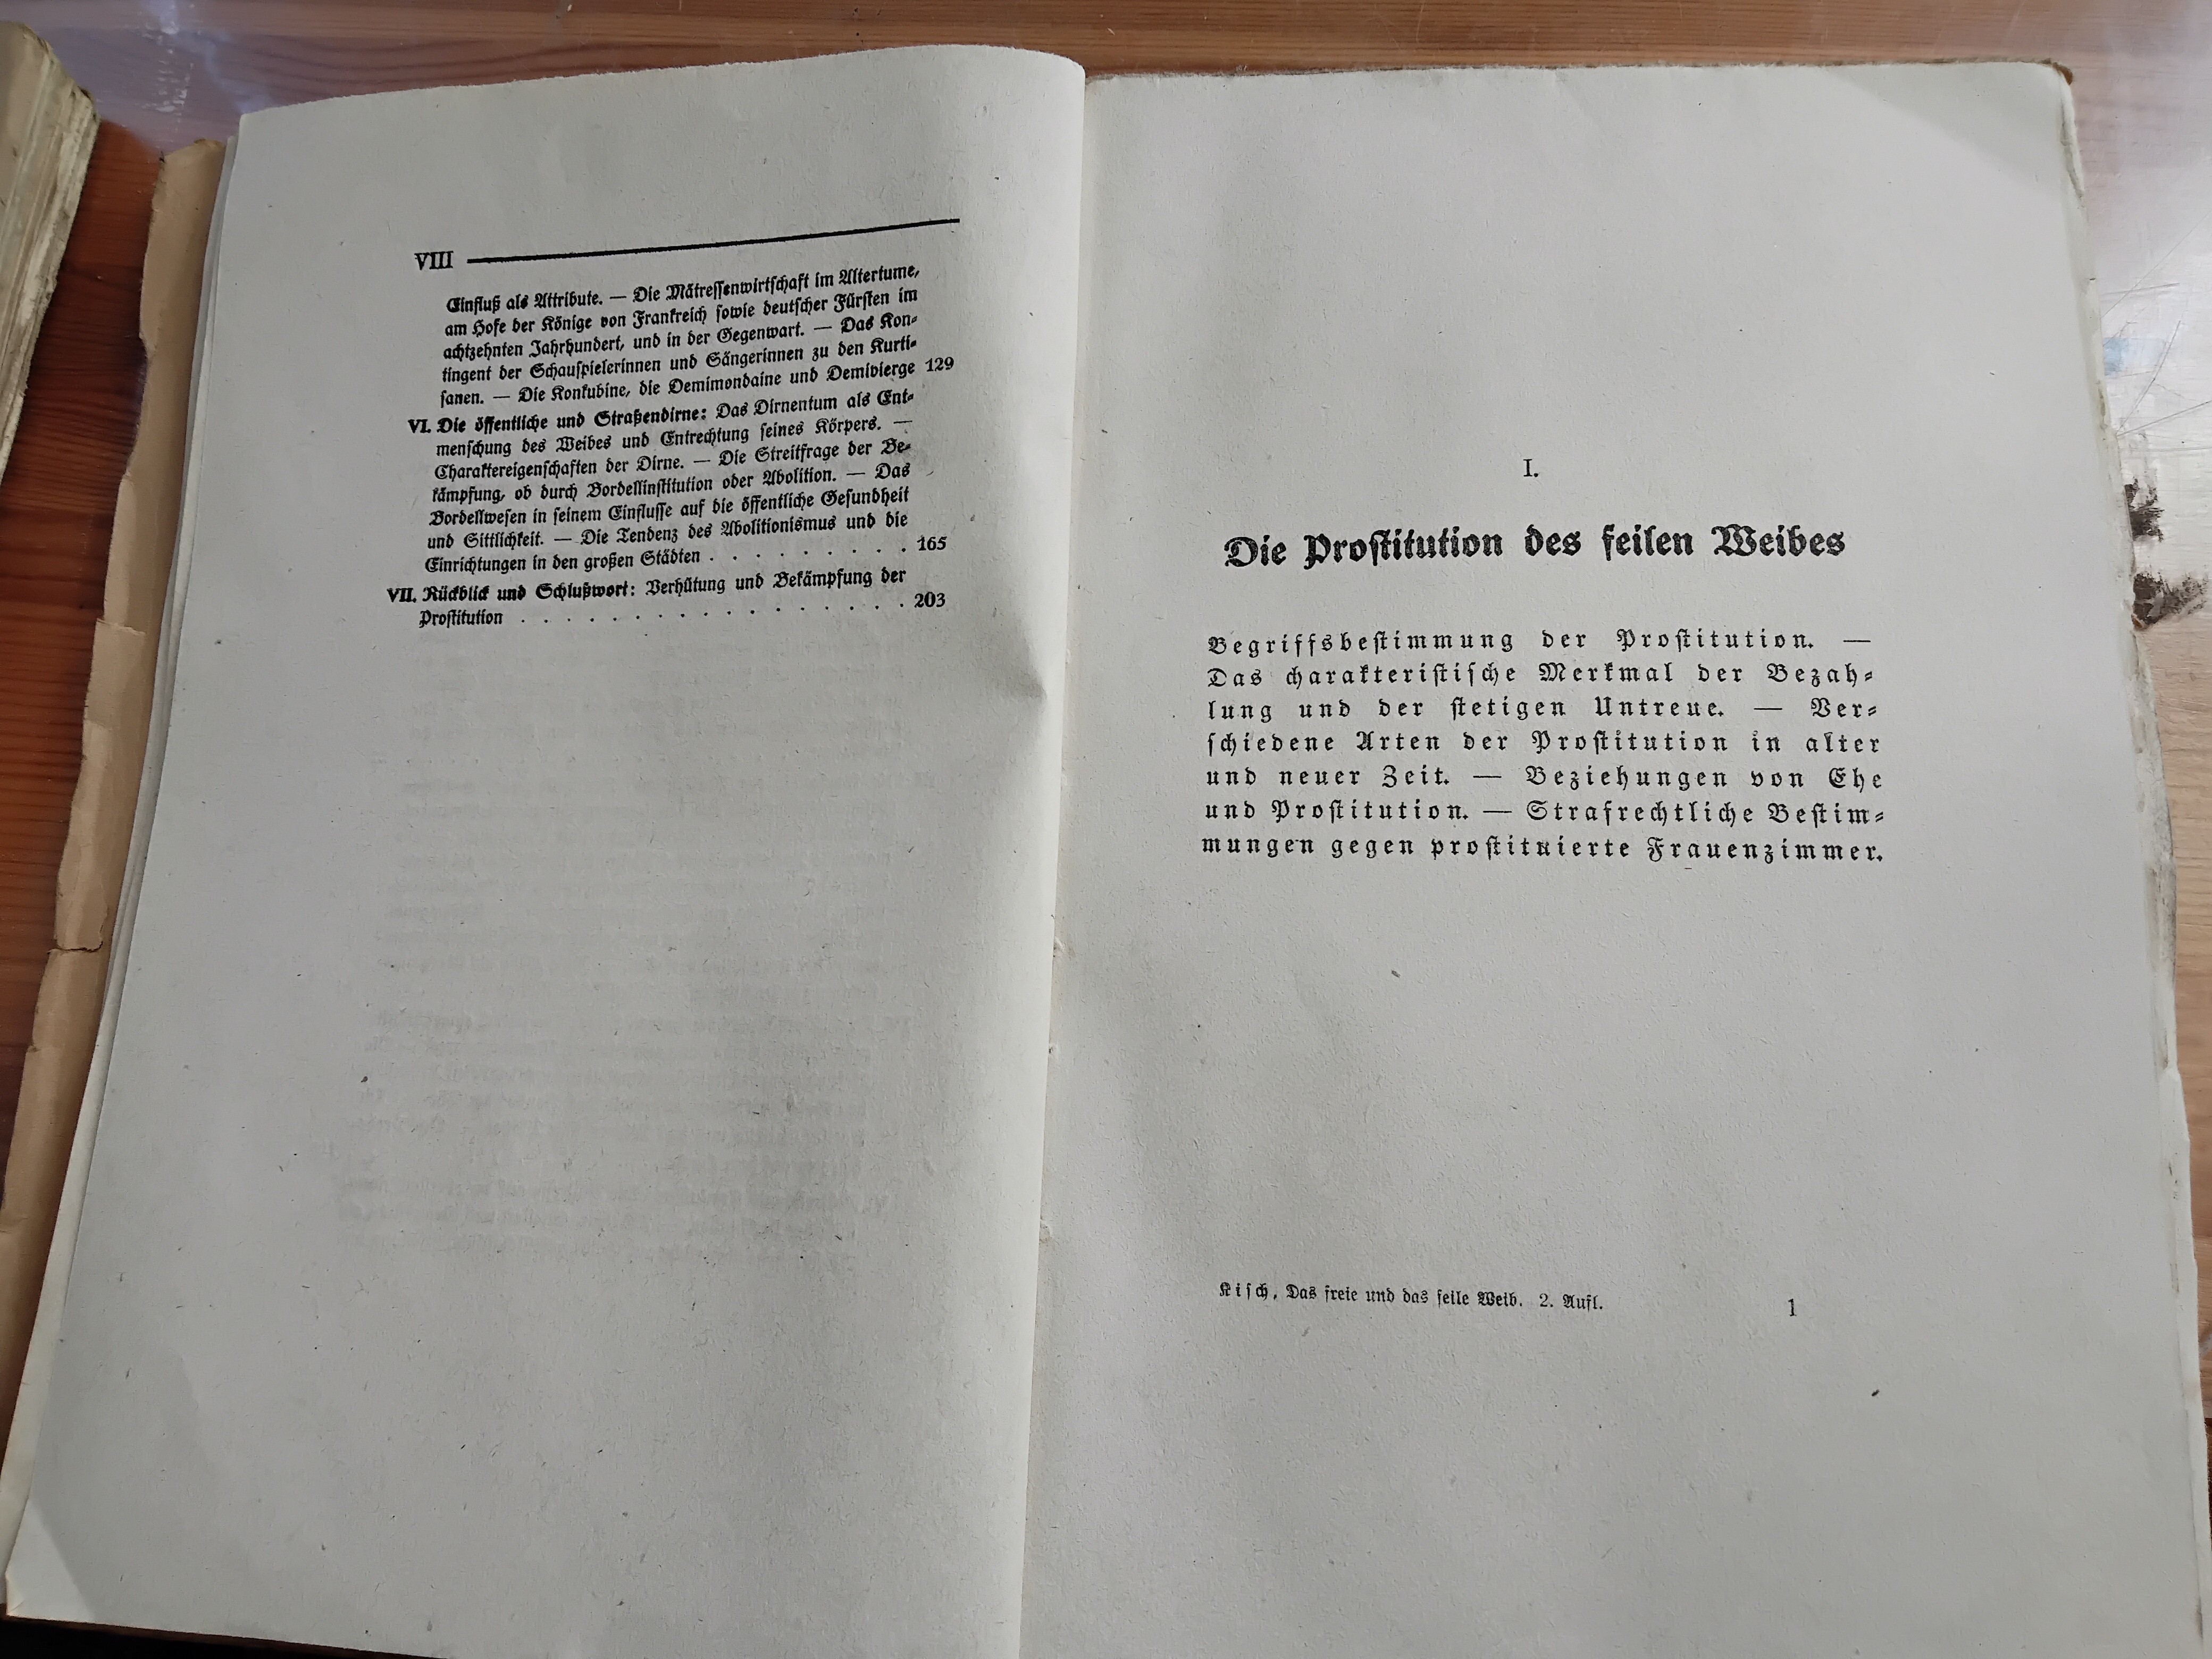 VIII
Einfluß als Attribute. — Die Mätressenwirtschaft im Altertume,
am Hofe der Könige von Frankreich sowie deutscher Fürsten im
achtzehnten Jahrhundert, und in der Gegenwart. — Das Kon-
tingent der Schauspielerinnen und Sängerinnen zu den Kurti-
sanen. — Die Konkubine, die Demimondaine und Demivierge 129
VI. Die öffentliche und Straßendirne: Das Dirnentum als Ent-
menschung des Weibes und Entrechtung seines Körpers. —
Charaktereigenschaften der Dirne. — Die Streitfrage der Be-
kämpfung, ob durch Bordellinstitution oder Abolition. — Das
Bordellwesen in seinem Einflusse auf die öffentliche Gesundheit
und Sittlichkeit. — Die Tendenz des Abolitionismus und die
Einrichtungen in den großen Städten . . . . . . . . . 165
VII. Rückblick und Schlußwort: Verhütung und Bekämpfung der
Prostitution . . . . . . . . . . . . 203
I.
Die Prostitution des feilen Weibes
Begriffsbestimmung der Prostitution. —
Das charakteristische Merkmal der Bezah-
lung und der stetigen Untreue. — Ver-
schiedene Arten der Prostitution in alter
und neuer Zeit. — Beziehungen von Ehe
und Prostitution. — Strafrechtliche Bestim-
mungen gegen prostituierte Frauenzimmer.
Kisch, Das freie und das feile Weib. 2. Aufl. 1